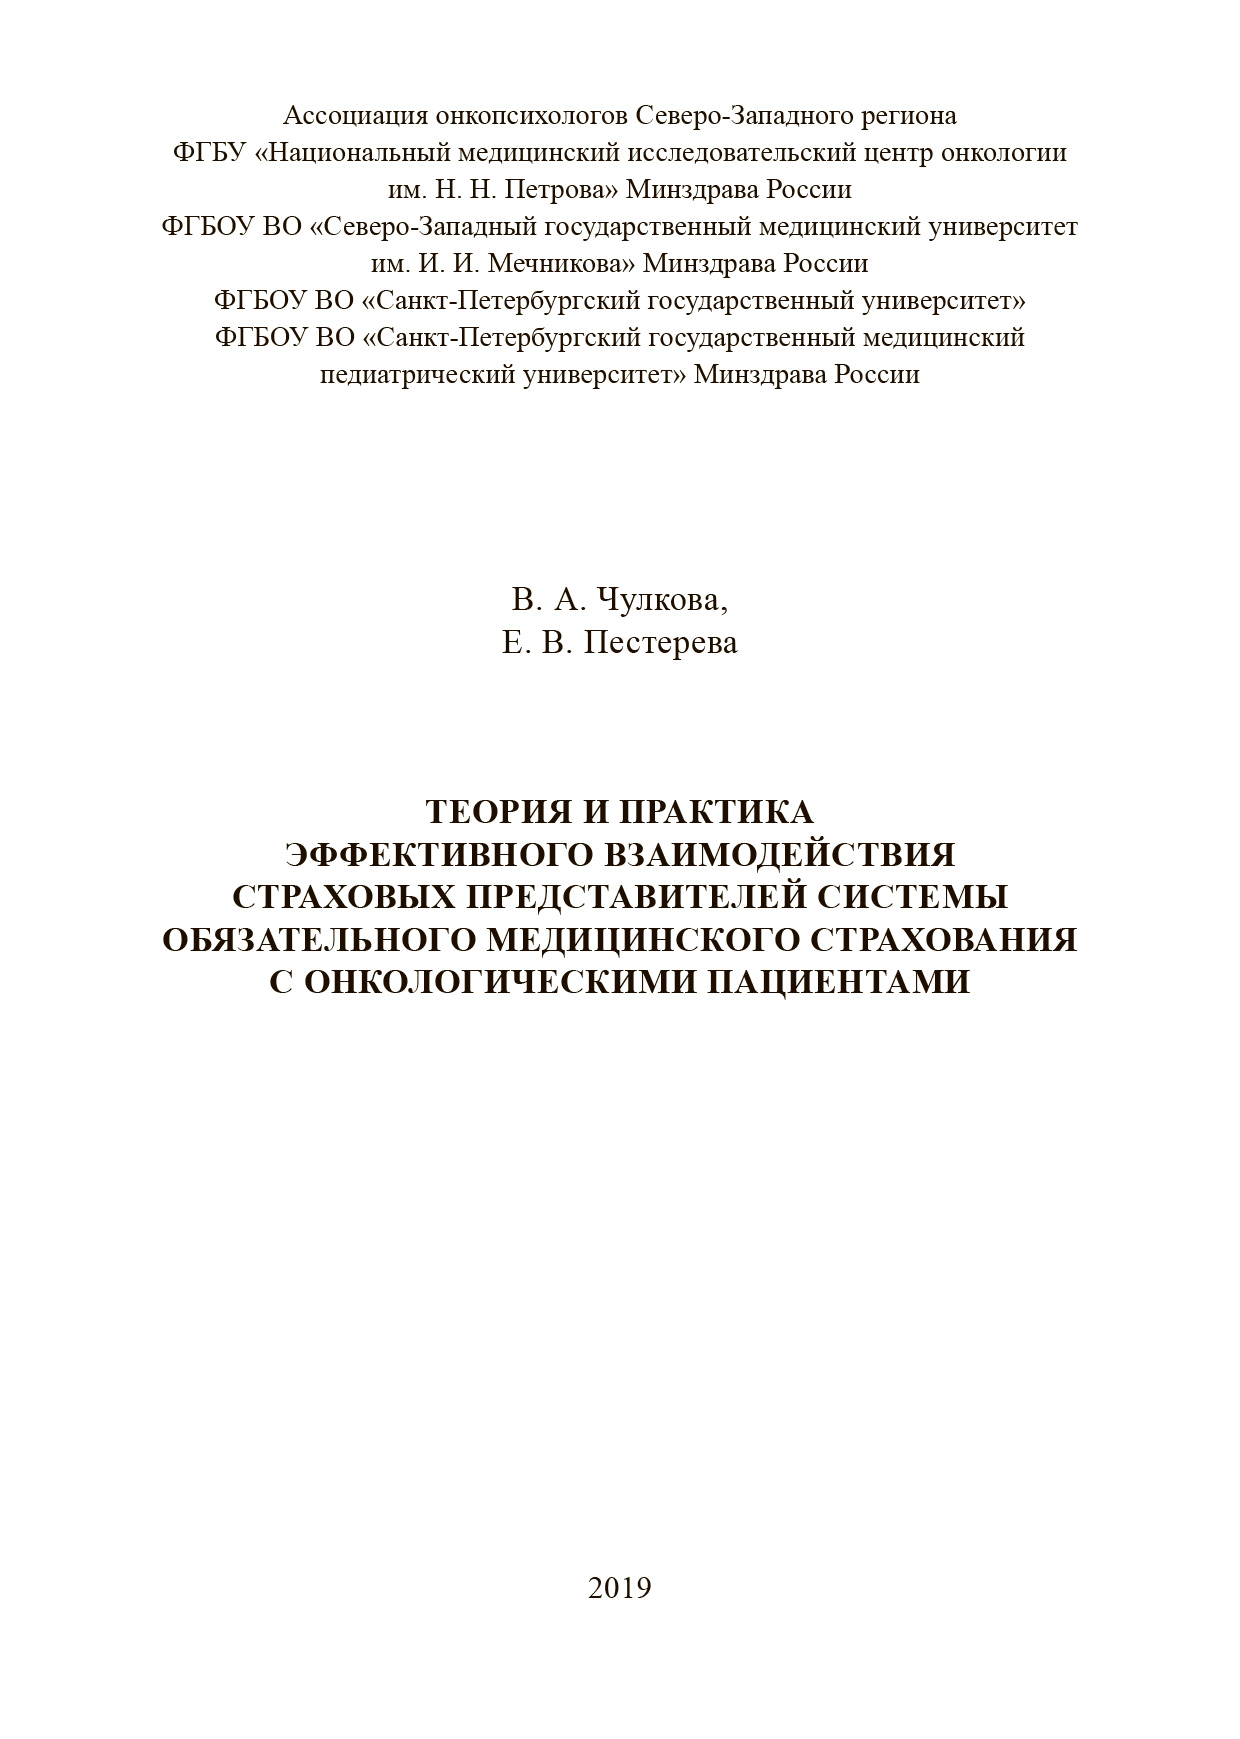 Ассоциация онкопсихологов Северо-Западного региона
ФГБУ «Национальный медицинский исследовательский центр онкологии
им. Н. Н. Петрова» Минздрава России
ФГБОУ ВО «Северо-Западный государственный медицинский университет
им. И. И. Мечникова» Минздрава России
ФГБОУ ВО «Санкт-Петербургский государственный университет»
ФГБОУ ВО «Санкт-Петербургский государственный медицинский
педиатрический университет» Минздрава России
В. А. Чулкова,
Е. В. Пестерева
ТЕОРИЯ И ПРАКТИКА
ЭФФЕКТИВНОГО ВЗАИМОДЕЙСТВИЯ
СТРАХОВЫХ ПРЕДСТАВИТЕЛЕЙ СИСТЕМЫ
ОБЯЗАТЕЛЬНОГО МЕДИЦИНСКОГО СТРАХОВАНИЯ
С ОНКОЛОГИЧЕСКИМИ ПАЦИЕНТАМИ
2019